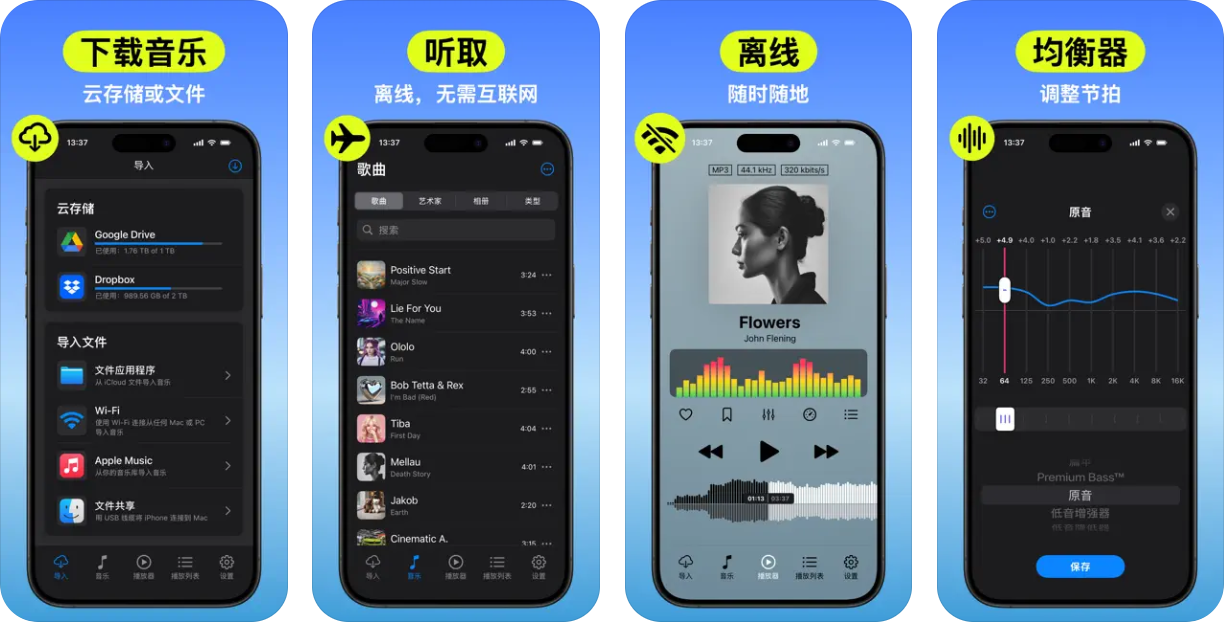 下载音乐
云存储或文件
13:37
导入
云存储
Google Drive
已使用：1.76 TB of 1 TB
Dropbox
已使用：989.56 GB of 2 TB
导入文件
文件应用程序
从 iCloud 文件导入音乐
Wi-Fi
使用 Wi-Fi 连接从任何 Mac 或 PC
导入音乐
Apple Music
从你的音乐库导入音乐
文件共享
用 USB 线缆将 iPhone 连接到 Mac
导入 音乐 播放器 播放列表 设置
听取
离线，无需互联网
13:37
歌曲
歌曲 艺术家 相册 类型
搜索
Positive Start
Major Slow
3:24
Lie For You
The Name
3:53
Ololo
Run
4:00
Bob Tetta & Rex
I'm Bad (Red)
2:55
Tiba
First Day
4:04
Mellau
Death Story
4:01
Jakob
Earth
2:20
Cinematic A.
3:15
导入 音乐 播放器 播放列表 设置
离线
随时随地
13:37
MP3 44.1 kHz 320 kbits/s
Flowers
John Flening
01:13 03:37
导入 音乐 播放器 播放列表 设置
均衡器
调整节拍
13:37
原音
+5.0 +4.9 +4.0 +1.0 +2.2 +1.8 +3.5 +4.1 +3.6 +2.2
32 64 125 250 500 1K 2K 4K 8K 16K
Premium Bass™
原音
低音增强器
保存